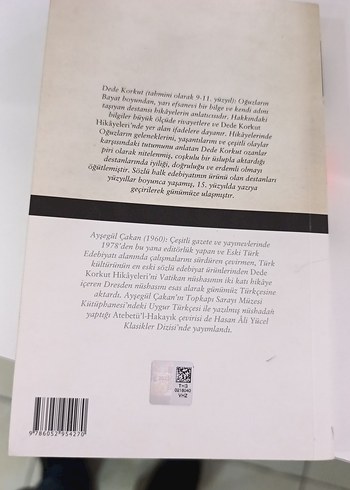 Dede Korkut (tahmini olarak 9-11. yüzyıl): Oğuzların
Bayat boyundan, yarı efsanevi bir bilge ve kendi adını
taşıyan destansı hikâyelerin anlatıcısıdır. Hakkındaki
bilgiler büyük ölçüde rivayetlere ve Dede Korkut
Hikâyeleri'nde yer alan ifadelere dayanır. Hikâyelerinde
Oğuzların geleneklerini, yaşayışını ve çeşitli olaylar
karşısındaki tutumunu anlatan Dede Korkut ozanlar
piri olarak nitelenmiş, coşkulu bir üslupla aktardığı
destanlarında iyiliği, doğruluğu ve erdemli olmayı
öğütlemiştir. Sözlü halk edebiyatının ürünü olan destanları
yüzyıllar boyunca yaşamış, 15. yüzyılda yazıya
geçirilerek günümüze ulaşmıştır.
Ayşegül Çakan (1960): Çeşitli gazete ve yayınevlerinde
1978'den bu yana editörlük yapan ve Eski Türk
Edebiyatı alanında çalışmalarını sürdüren çevirmen, Türk
kültürünün en eski sözlü edebiyat ürünlerinden Dede
Korkut Hikâyeleri'ni Vatikan nüshasının iki hatı hikâye
içeren Dresden nüshasını esas alarak günümüz Türkçesine
aktardı. Ayşegül Çakan'ın Topkapı Sarayı Müzesi
Kütüphanesi'ndeki Uygur Türkçesi ile yazılmış nüshadan
yaptığı Atebetü'l-Hakayık çevirisi de Hasan Âli Yücel
Klasikler Dizisi'nde yayımlandı.
9 786052 954270